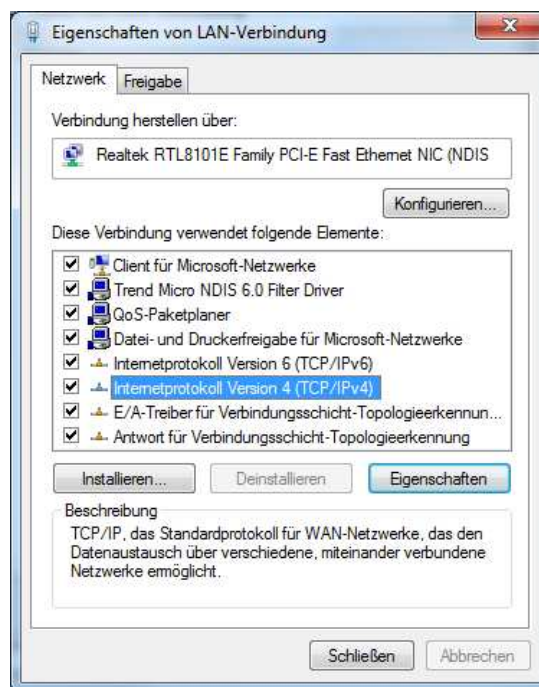 Eigenschaften von LAN-Verbindung
Netzwerk Freigabe
Verbindung herstellen über:
Realtek RTL8101E Family PCI-E Fast Ethernet NIC (NDIS
Konfigurieren...
Diese Verbindung verwendet folgende Elemente:
Client für Microsoft-Netzwerke
Trend Micro NDIS 6.0 Filter Driver
QoS-Paketplaner
Datei- und Druckerfreigabe für Microsoft-Netzwerke
Internetprotokoll Version 6 (TCP/IPv6)
Internetprotokoll Version 4 (TCP/IPv4)
E/A-Treiber für Verbindungsschicht-Topologieerkennun...
Antwort für Verbindungsschicht-Topologieerkennung
Installieren... Deinstallieren Eigenschaften
Beschreibung
TCP/IP, das Standardprotokoll für WAN-Netzwerke, das den
Datenaustausch über verschiedene, miteinander verbundene
Netzwerke ermöglicht.
Schließen Abbrechen